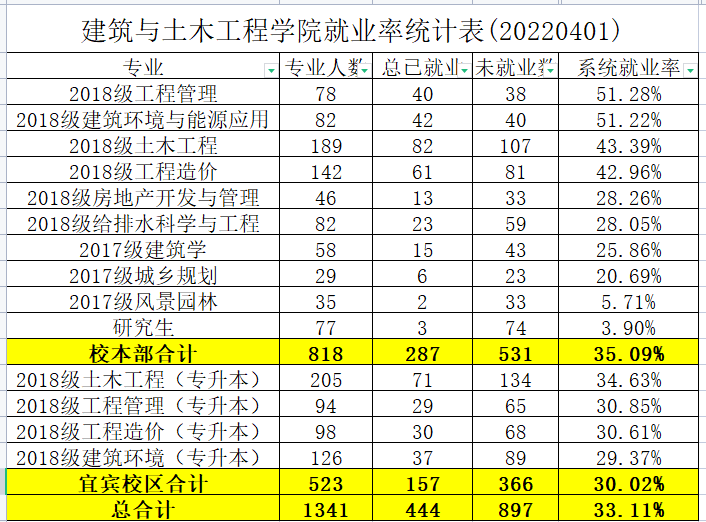 建筑与土木工程学院就业率统计表(20220401)
专业 专业人数 总已就业 未就业数 系统就业率
2018级工程管理 78 40 38 51.28%
2018级建筑环境与能源应用 82 42 40 51.22%
2018级土木工程 189 82 107 43.39%
2018级工程造价 142 61 81 42.96%
2018级房地产开发与管理 46 13 33 28.26%
2018级给排水科学与工程 82 23 59 28.05%
2017级建筑学 58 15 43 25.86%
2017级城乡规划 29 6 23 20.69%
2017级风景园林 35 2 33 5.71%
研究生 77 3 74 3.90%
校本部合计 818 287 531 35.09%
2018级土木工程（专升本） 205 71 134 34.63%
2018级工程管理（专升本） 94 29 65 30.85%
2018级工程造价（专升本） 98 30 68 30.61%
2018级建筑环境（专升本） 126 37 89 29.37%
宜宾校区合计 523 157 366 30.02%
总合计 1341 444 897 33.11%